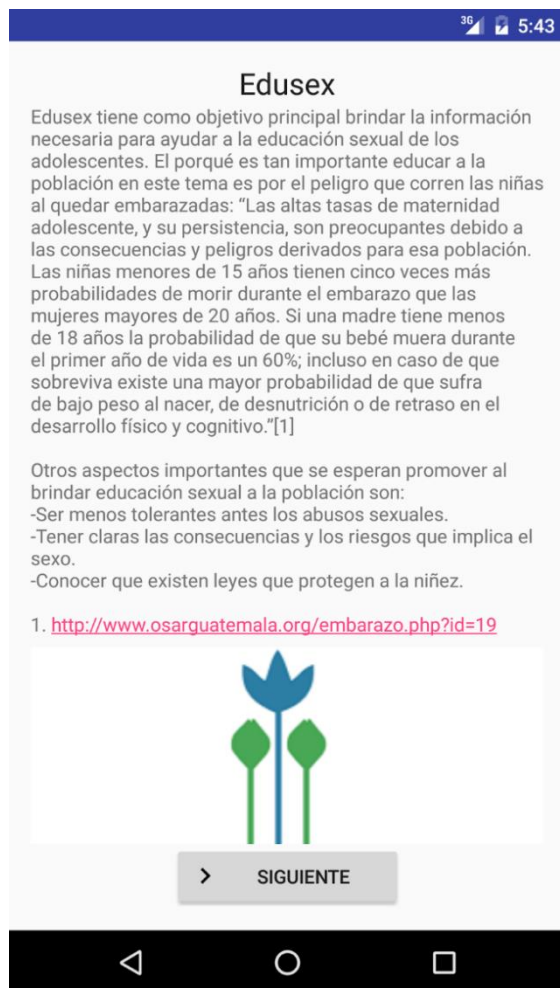 3G 5:43
Edusex
Edusex tiene como objetivo principal brindar la información
necesaria para ayudar a la educación sexual de los
adolescentes. El porqué es tan importante educar a la
población en este tema es por el peligro que corren las niñas
al quedar embarazadas: “Las altas tasas de maternidad
adolescente, y su persistencia, son preocupantes debido a
las consecuencias y peligros derivados para esa población.
Las niñas menores de 15 años tienen cinco veces más
probabilidades de morir durante el embarazo que las
mujeres mayores de 20 años. Si una madre tiene menos
de 18 años la probabilidad de que su bebé muera durante
el primer año de vida es un 60%; incluso en caso de que
sobreviva existe una mayor probabilidad de que sufra
de bajo peso al nacer, de desnutrición o de retraso en el
desarrollo físico y cognitivo.”[1]
Otros aspectos importantes que se esperan promover al
brindar educación sexual a la población son:
-Ser menos tolerantes antes los abusos sexuales.
-Tener claras las consecuencias y los riesgos que implica el
sexo.
-Conocer que existen leyes que protegen a la niñez.
1. http://www.osarguatemala.org/embarazo.php?id=19
SIGUIENTE